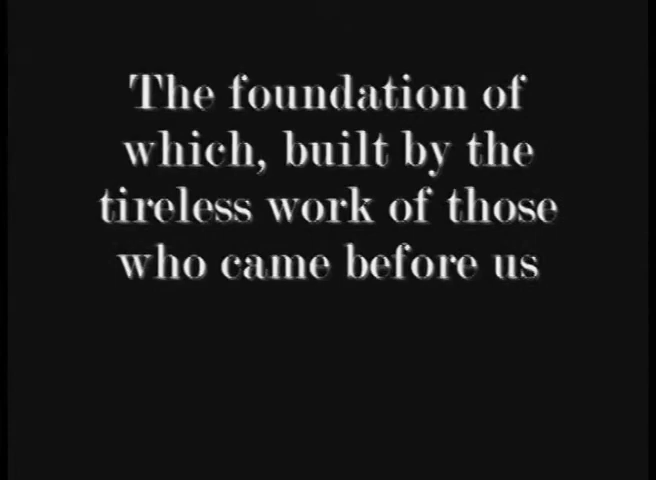 The foundation of
which, built by the
tireless work of those
who came before us